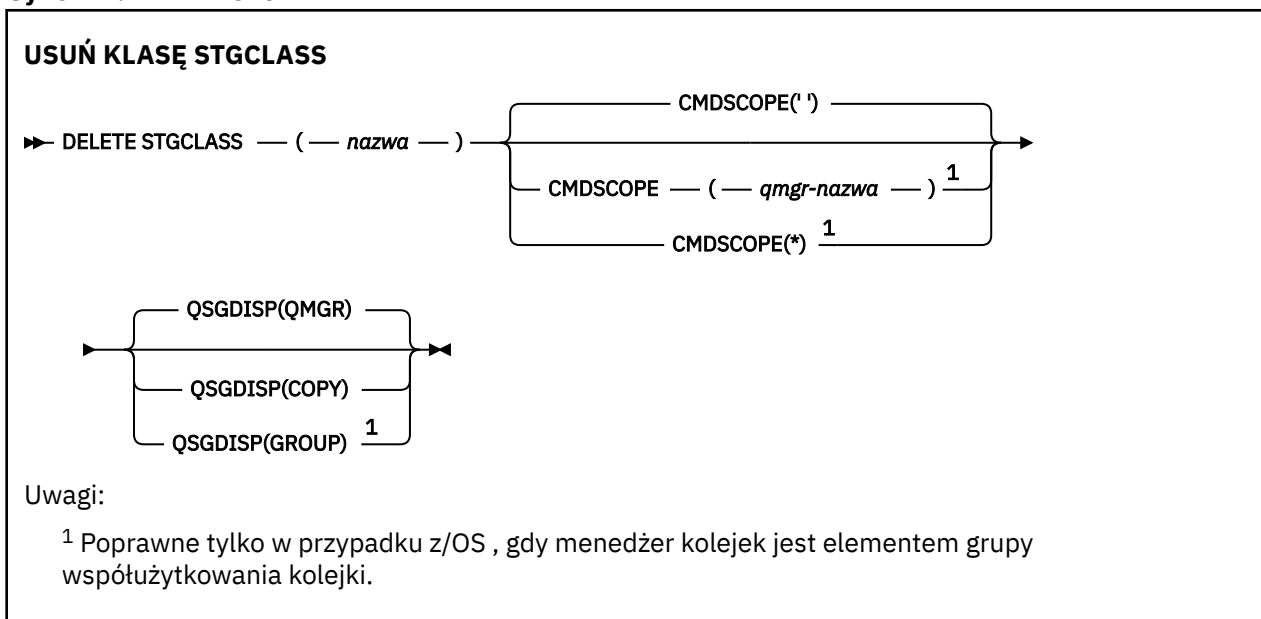 USUŃ KLASĘ STGCLASS
CMDSCOPE(' ')
DELETE STGCLASS ( nazwa )
CMDSCOPE ( qmgr-nazwa ) 1
CMDSCOPE(*) 1
QSGDISP(QMGR)
QSGDISP(COPY)
QSGDISP(GROUP) 1
Uwagi:
1 Poprawne tylko w przypadku z/OS , gdy menedżer kolejek jest elementem grupy
współużytkowania kolejki.